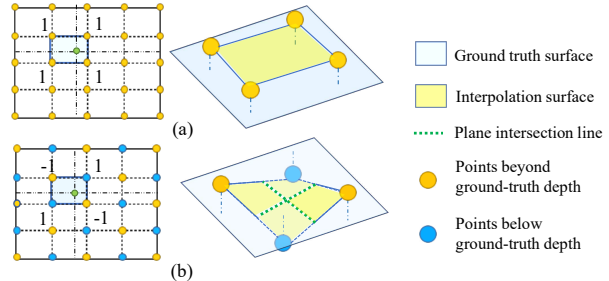 1 1
1 1
(a)
-1 1
1 -1
(b)
Ground truth surface
Interpolation surface
Plane intersection line
Points beyond
ground-truth depth
Points below
ground-truth depth